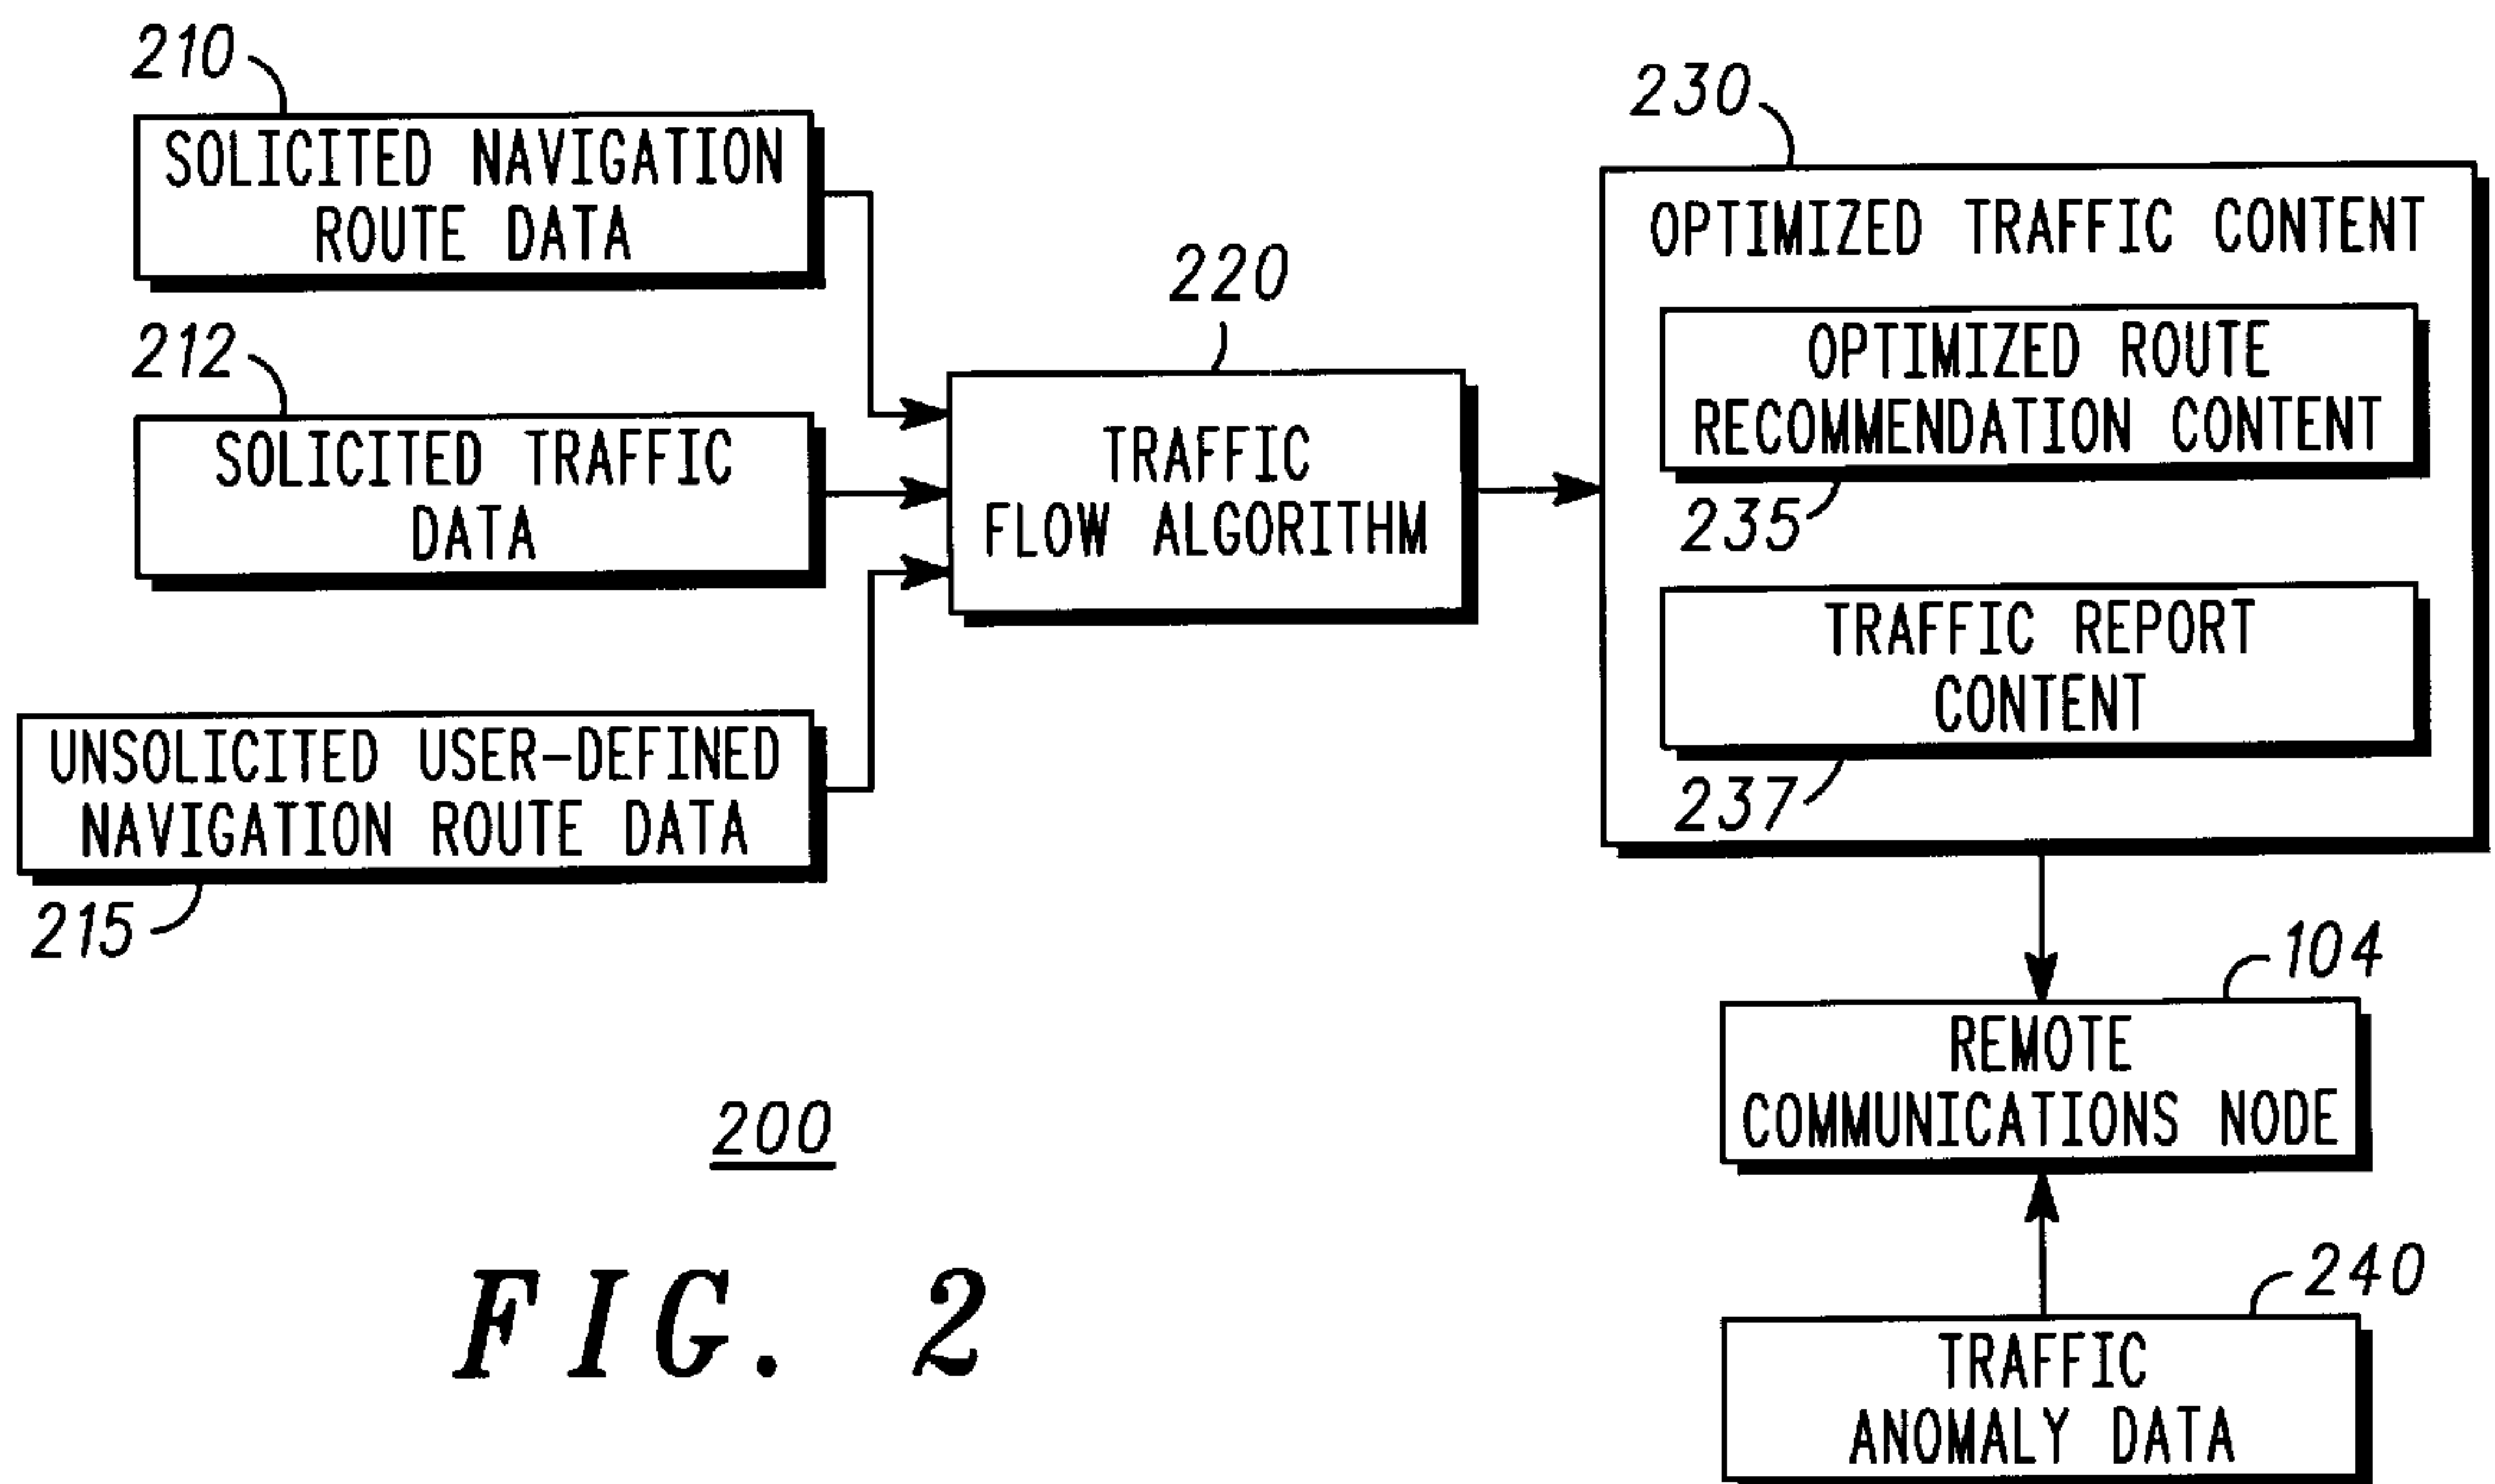 210
SOLICITED NAVIGATION
ROUTE DATA
212
SOLICITED TRAFFIC
DATA
UNSOLICITED USER-DEFINED
NAVIGATION ROUTE DATA
215
220
TRAFFIC
FLOW ALGORITHM
230
OPTIMIZED TRAFFIC CONTENT
OPTIMIZED ROUTE
RECOMMENDATION CONTENT
235
TRAFFIC REPORT
CONTENT
237
104
REMOTE
COMMUNICATIONS NODE
240
TRAFFIC
ANOMALY DATA
200
FIG. 2